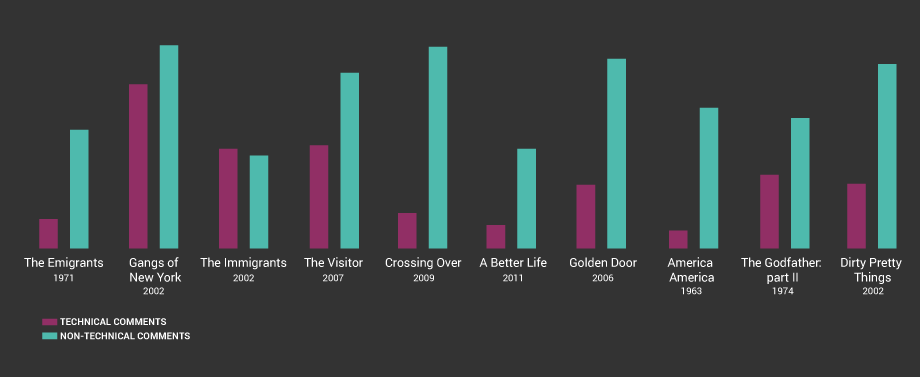 The Emigrants
1971
Gangs of
New York
2002
The Immigrants
2002
The Visitor
2007
Crossing Over
2009
A Better Life
2011
Golden Door
2006
America
America
1963
The Godfather:
part II
1974
Dirty Pretty
Things
2002
TECHNICAL COMMENTS
NON-TECHNICAL COMMENTS